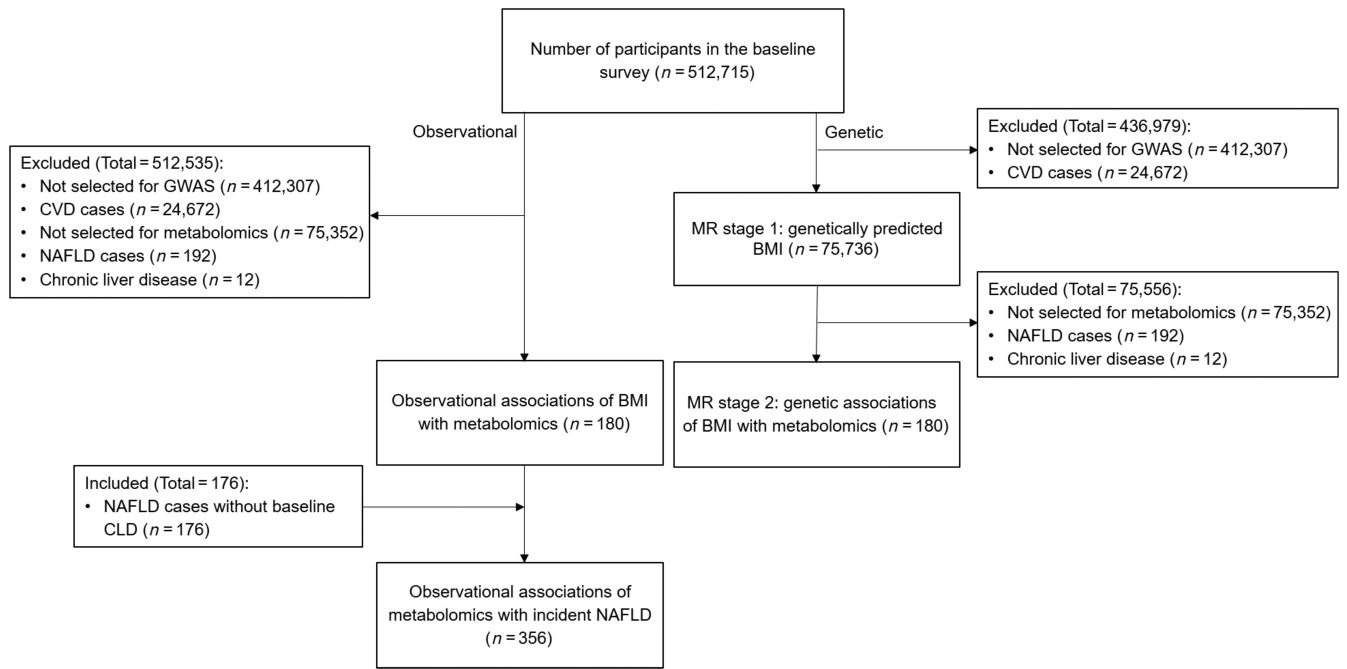 Number of participants in the baseline
survey (n = 512,715)
Observational
Genetic
Excluded (Total = 436,979):
• Not selected for GWAS (n = 412,307)
• CVD cases (n = 24,672)
Excluded (Total = 512,535):
• Not selected for GWAS (n = 412,307)
• CVD cases (n = 24,672)
• Not selected for metabolomics (n = 75,352)
• NAFLD cases (n = 192)
• Chronic liver disease (n = 12)
MR stage 1: genetically predicted
BMI (n = 75,736)
Excluded (Total = 75,556):
• Not selected for metabolomics (n = 75,352)
• NAFLD cases (n = 192)
• Chronic liver disease (n = 12)
Observational associations of BMI
with metabolomics (n = 180)
MR stage 2: genetic associations
of BMI with metabolomics (n = 180)
Included (Total = 176):
• NAFLD cases without baseline
CLD (n = 176)
Observational associations of
metabolomics with incident NAFLD
(n = 356)